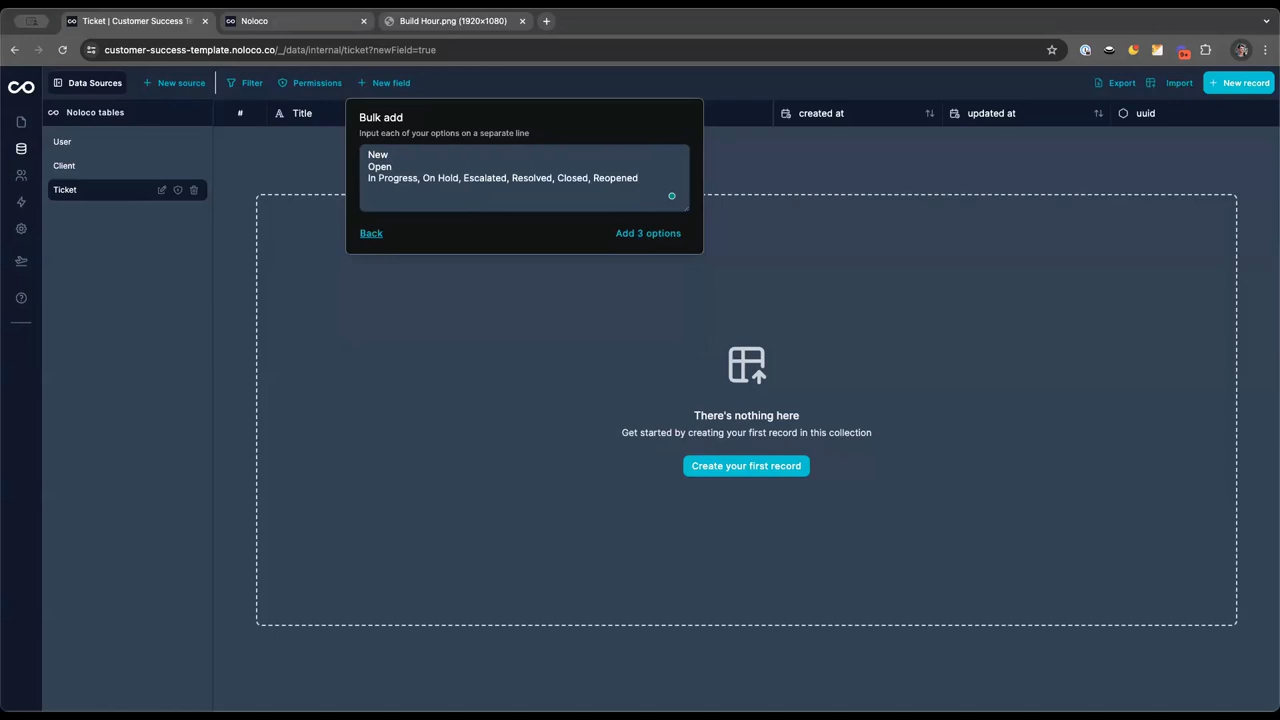 Ticket | Customer Success Te
Noloco
Build Hour.png (1920×1080)
customer-success-template.noloco.co/_/data/internal/ticket?newField=true
9+
Data Sources
New source
Filter
Permissions
New field
Export
Import
New record
Noloco tables
#
Title
created at
updated at
uuid
User
Client
Ticket
Bulk add
Input each of your options on a separate line
New
Open
In Progress, On Hold, Escalated, Resolved, Closed, Reopened
Back
Add 3 options
There's nothing here
Get started by creating your first record in this collection
Create your first record